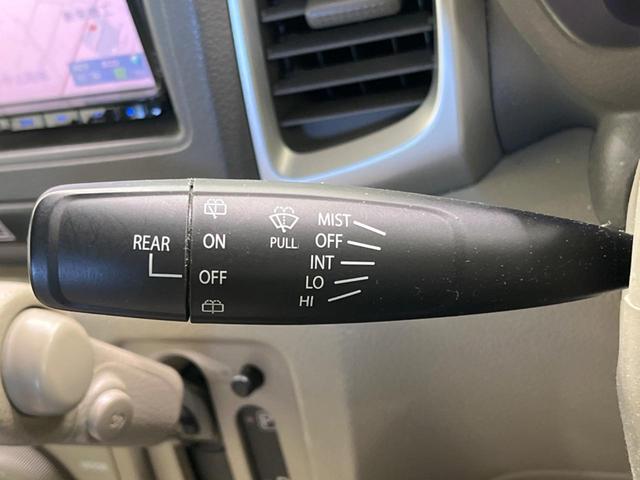 REAR
ON
OFF
PULL
MIST
OFF
INT
LO
HI